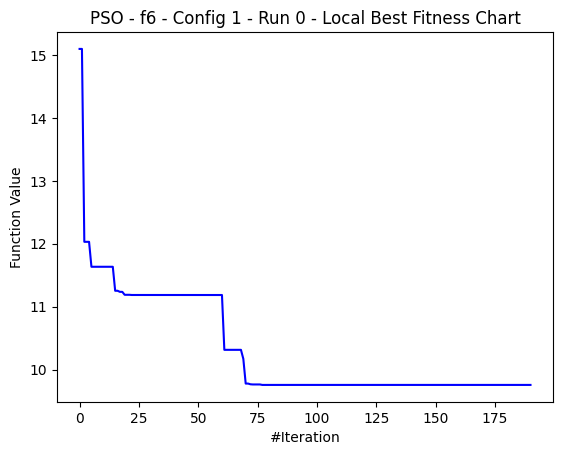 PSO - f6 - Config 1 - Run 0 - Local Best Fitness Chart
15
14
13
12
11
10
Function Value
0 25 50 75 100 125 150 175
#Iteration